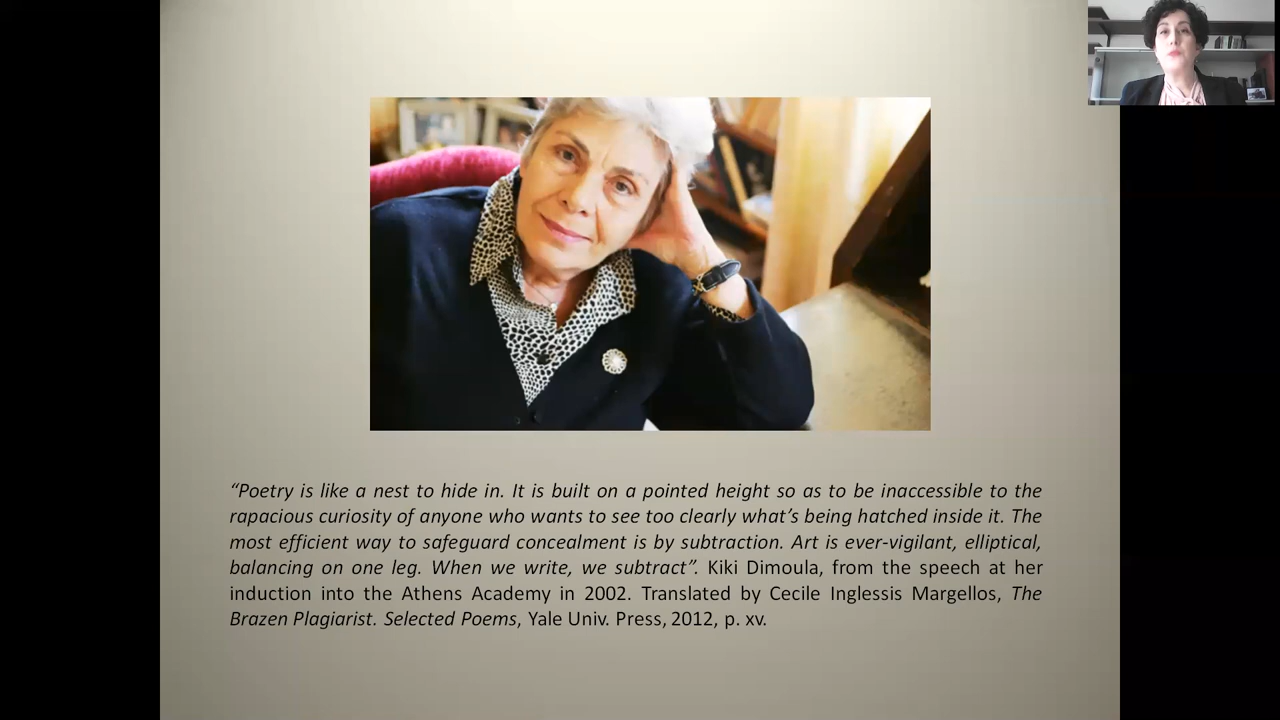 “Poetry is like a nest to hide in. It is built on a pointed height so as to be inaccessible to the
rapacious curiosity of anyone who wants to see too clearly what’s being hatched inside it. The
most efficient way to safeguard concealment is by subtraction. Art is ever-vigilant, elliptical,
balancing on one leg. When we write, we subtract”. Kiki Dimoula, from the speech at her
induction into the Athens Academy in 2002. Translated by Cecile Inglessis Margellos, The
Brazen Plagiarist. Selected Poems, Yale Univ. Press, 2012, p. xv.